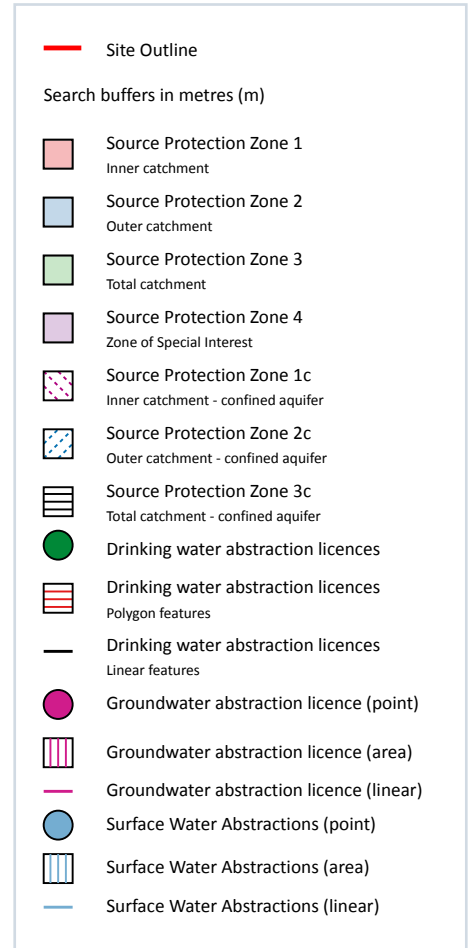 Site Outline
Search buffers in metres (m)
Source Protection Zone 1
Inner catchment
Source Protection Zone 2
Outer catchment
Source Protection Zone 3
Total catchment
Source Protection Zone 4
Zone of Special Interest
Source Protection Zone 1c
Inner catchment - confined aquifer
Source Protection Zone 2c
Outer catchment - confined aquifer
Source Protection Zone 3c
Total catchment - confined aquifer
Drinking water abstraction licences
Drinking water abstraction licences
Polygon features
Drinking water abstraction licences
Linear features
Groundwater abstraction licence (point)
Groundwater abstraction licence (area)
Groundwater abstraction licence (linear)
Surface Water Abstractions (point)
Surface Water Abstractions (area)
Surface Water Abstractions (linear)